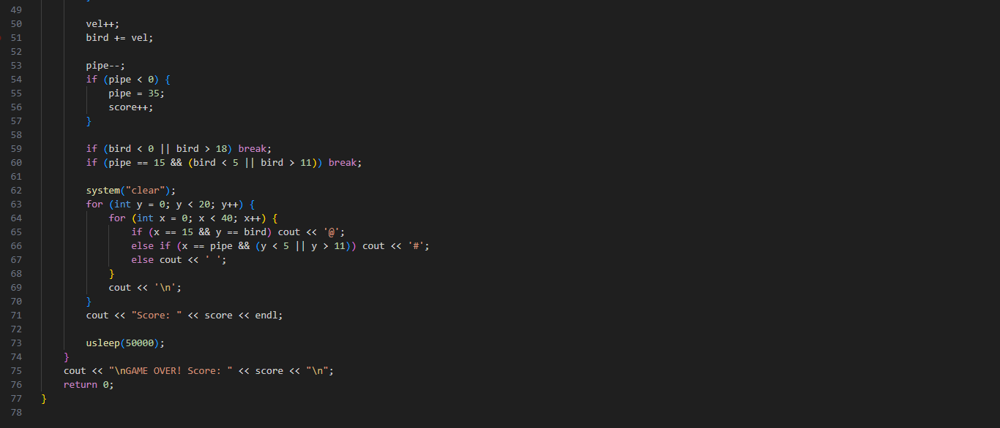 49
50 vel++;
51 bird += vel;
52
53 pipe--;
54 if (pipe < 0) {
55 pipe = 35;
56 score++;
57 }
58
59 if (bird < 0 || bird > 18) break;
60 if (pipe == 15 && (bird < 5 || bird > 11)) break;
61
62 system("clear");
63 for (int y = 0; y < 20; y++) {
64 for (int x = 0; x < 40; x++) {
65 if (x == 15 && y == bird) cout << '@';
66 else if (x == pipe && (y < 5 || y > 11)) cout << '#';
67 else cout << ' ';
68 }
69 cout << '\n';
70 }
71 cout << "Score: " << score << endl;
72
73 usleep(50000);
74 }
75 cout << "\nGAME OVER! Score: " << score << "\n";
76 return 0;
77 }
78